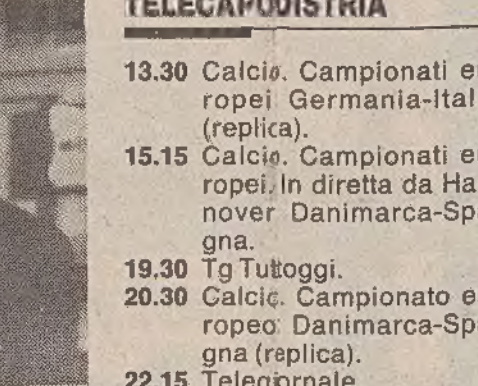 TELECAPODISTRIA
13.30 Calcio. Campionati e
ropei Germania-Ital
(replica).
15.15 Calcio. Campionati e
ropei. In diretta da Ha
nover Danimarca-Sp
gna.
19.30 Tg Tuttoggi.
20.30 Calcio. Campionato e
ropeo: Danimarca-Sp
gna (replica).
22.15 Telegiornale